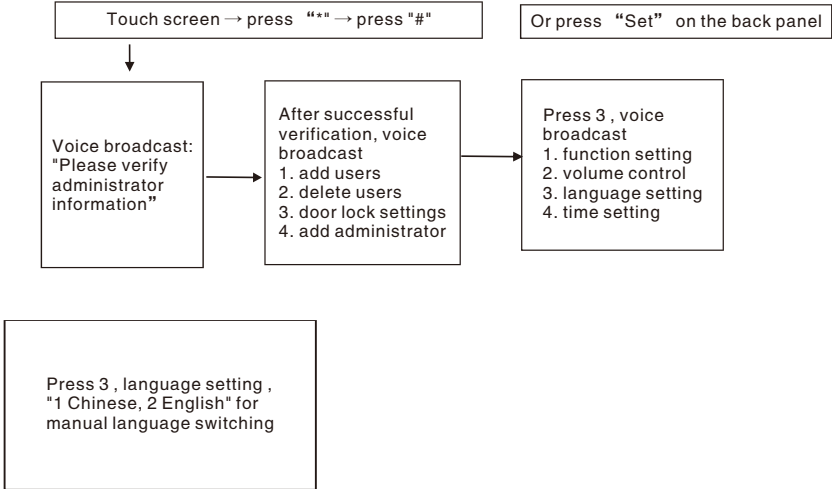 Touch screen → press “*" → press "#"
Or press “Set” on the back panel
Voice broadcast:
"Please verify
administrator
information”
After successful
verification, voice
broadcast
1. add users
2. delete users
3. door lock settings
4. add administrator
Press 3 , voice
broadcast
1. function setting
2. volume control
3. language setting
4. time setting
Press 3 , language setting ,
"1 Chinese, 2 English" for
manual language switching